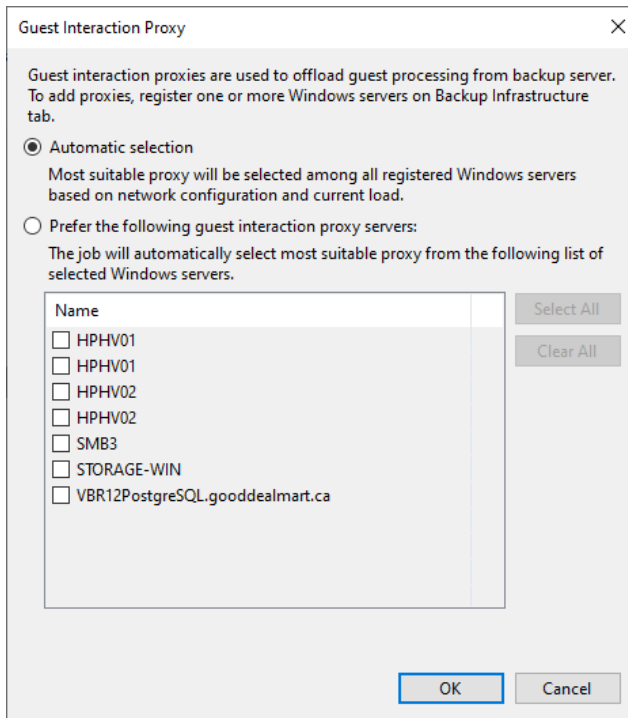 Guest Interaction Proxy
Guest interaction proxies are used to offload guest processing from backup server.
To add proxies, register one or more Windows servers on Backup Infrastructure
tab.
Automatic selection
Most suitable proxy will be selected among all registered Windows servers
based on network configuration and current load.
Prefer the following guest interaction proxy servers:
The job will automatically select most suitable proxy from the following list of
selected Windows servers.
Name
Select All
HPHV01
Clear All
HPHV01
HPHV02
HPHV02
SMB3
STORAGE-WIN
VBR12PostgreSQL.gooddealmart.ca
OK
Cancel